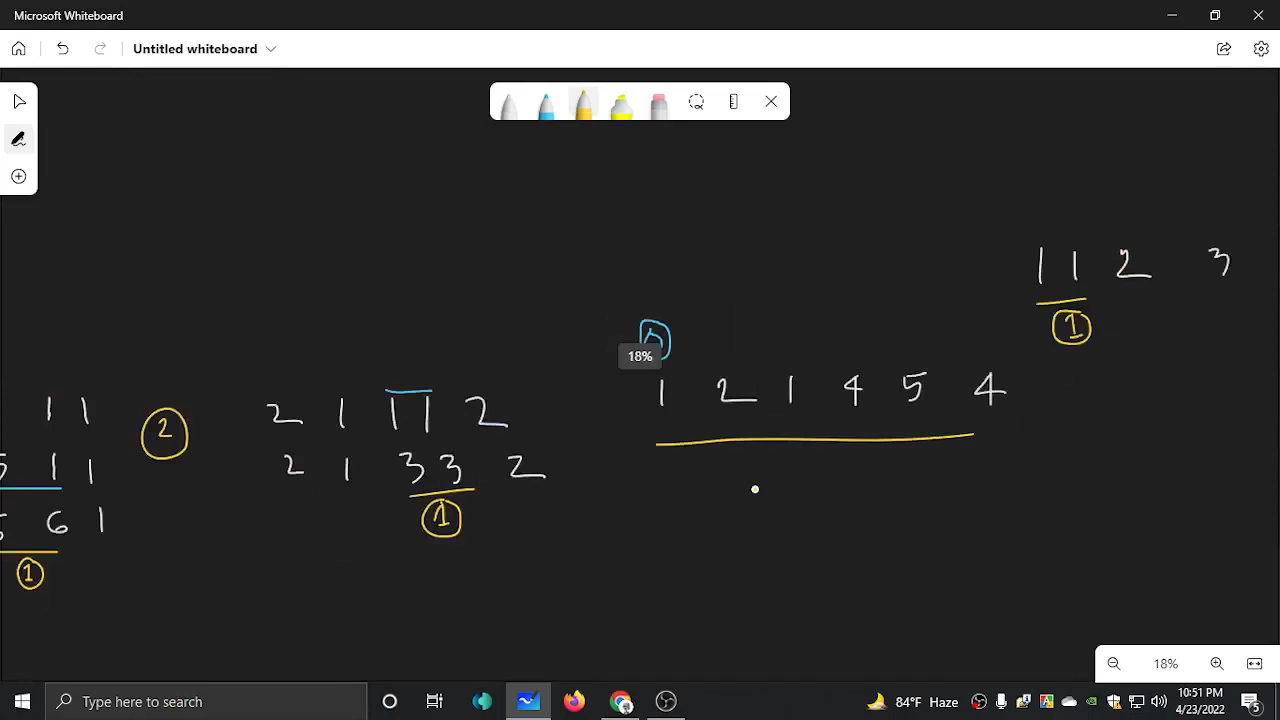 Microsoft Whiteboard
Untitled whiteboard
1 1 2 3
1
18%
1 2 1 4 5 4
1 1
2
2 1 1 1 2
5 1 1
2 1 3 3 2
1
5 6 1
1
18%
Type here to search
84°F Haze
10:51 PM
4/23/2022
5